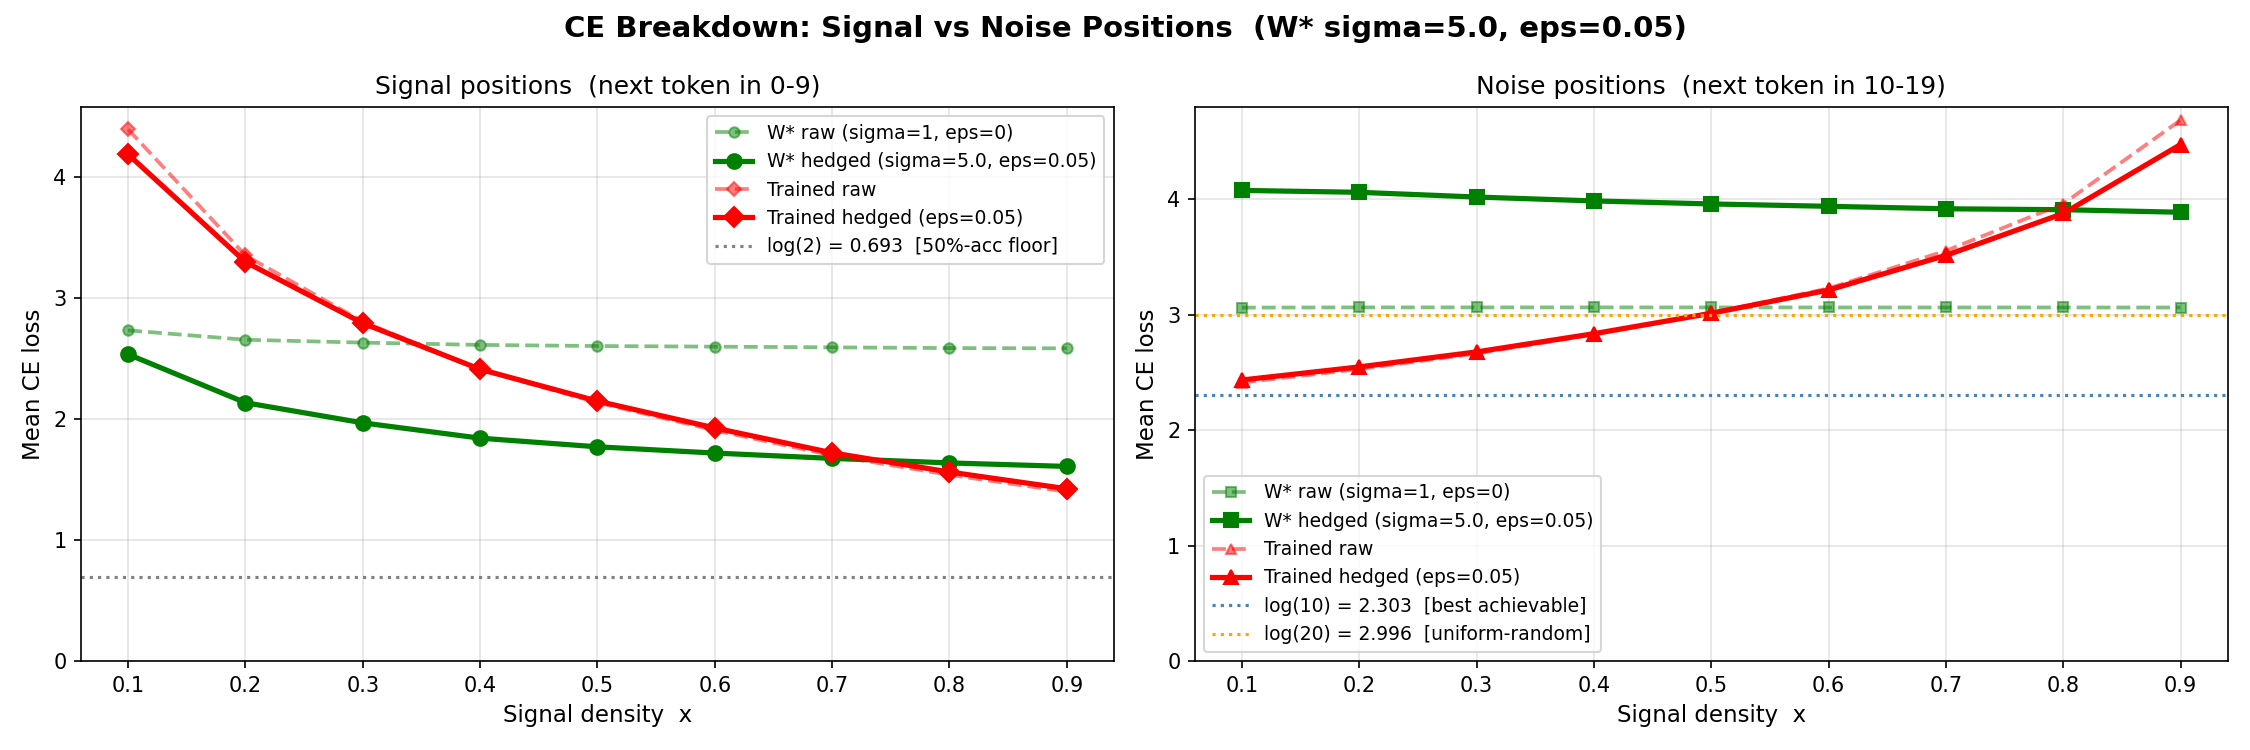 CE Breakdown: Signal vs Noise Positions  (W* sigma=5.0, eps=0.05)
Signal positions  (next token in 0-9)
Mean CE loss
4
3
2
1
0
W* raw (sigma=1, eps=0)
W* hedged (sigma=5.0, eps=0.05)
Trained raw
Trained hedged (eps=0.05)
log(2) = 0.693  [50%-acc floor]
0.1 0.2 0.3 0.4 0.5 0.6 0.7 0.8 0.9
Signal density  x
Noise positions  (next token in 10-19)
Mean CE loss
4
3
2
1
0
W* raw (sigma=1, eps=0)
W* hedged (sigma=5.0, eps=0.05)
Trained raw
Trained hedged (eps=0.05)
log(10) = 2.303  [best achievable]
log(20) = 2.996  [uniform-random]
0.1 0.2 0.3 0.4 0.5 0.6 0.7 0.8 0.9
Signal density  x